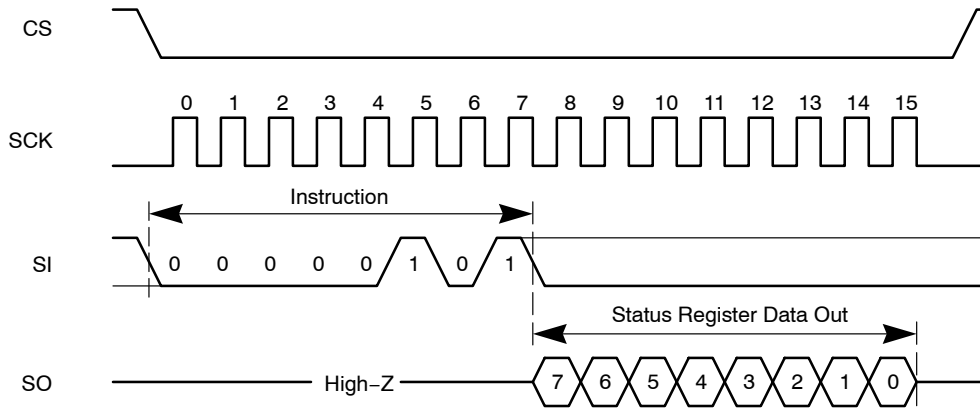 CS
0 1 2 3 4 5 6 7 8 9 10 11 12 13 14 15
SCK
Instruction
SI 0 0 0 0 0 1 0 1
Status Register Data Out
SO High−Z 7 6 5 4 3 2 1 0